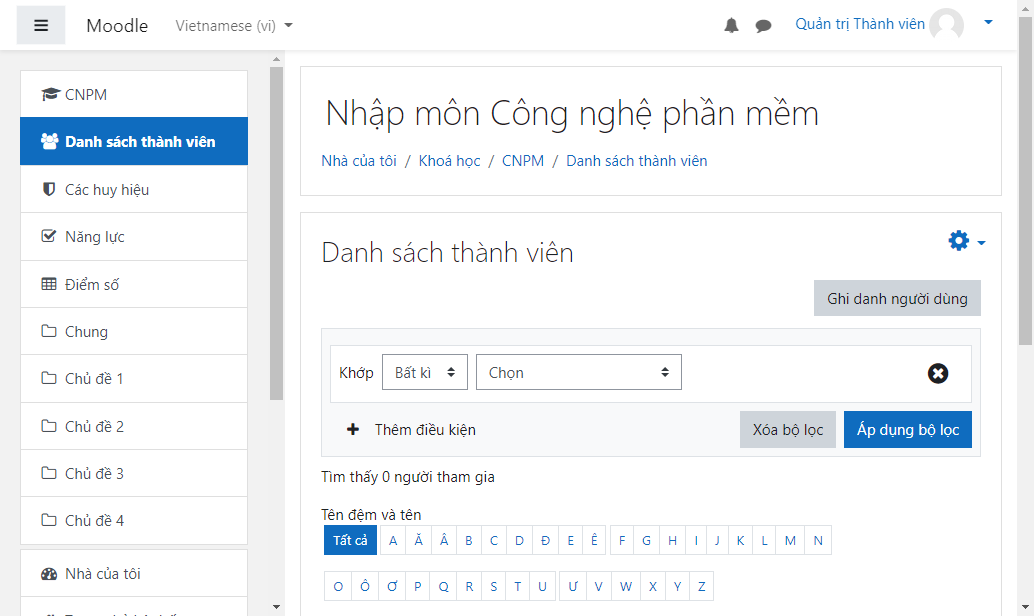 Moodle Vietnamese (vi) Quản trị Thành viên
CNPM
Danh sách thành viên
Các huy hiệu
Năng lực
Điểm số
Chung
Chủ đề 1
Chủ đề 2
Chủ đề 3
Chủ đề 4
Nhà của tôi
Nhập môn Công nghệ phần mềm
Nhà của tôi / Khoá học / CNPM / Danh sách thành viên
Danh sách thành viên
Ghi danh người dùng
Khớp Bất kì Chọn
Thêm điều kiện Xóa bộ lọc Áp dụng bộ lọc
Tìm thấy 0 người tham gia
Tên đệm và tên
Tất cả A Ă Â B C D Đ E Ê F G H I J K L M N
O Ô Ơ P Q R S T U Ư V W X Y Z